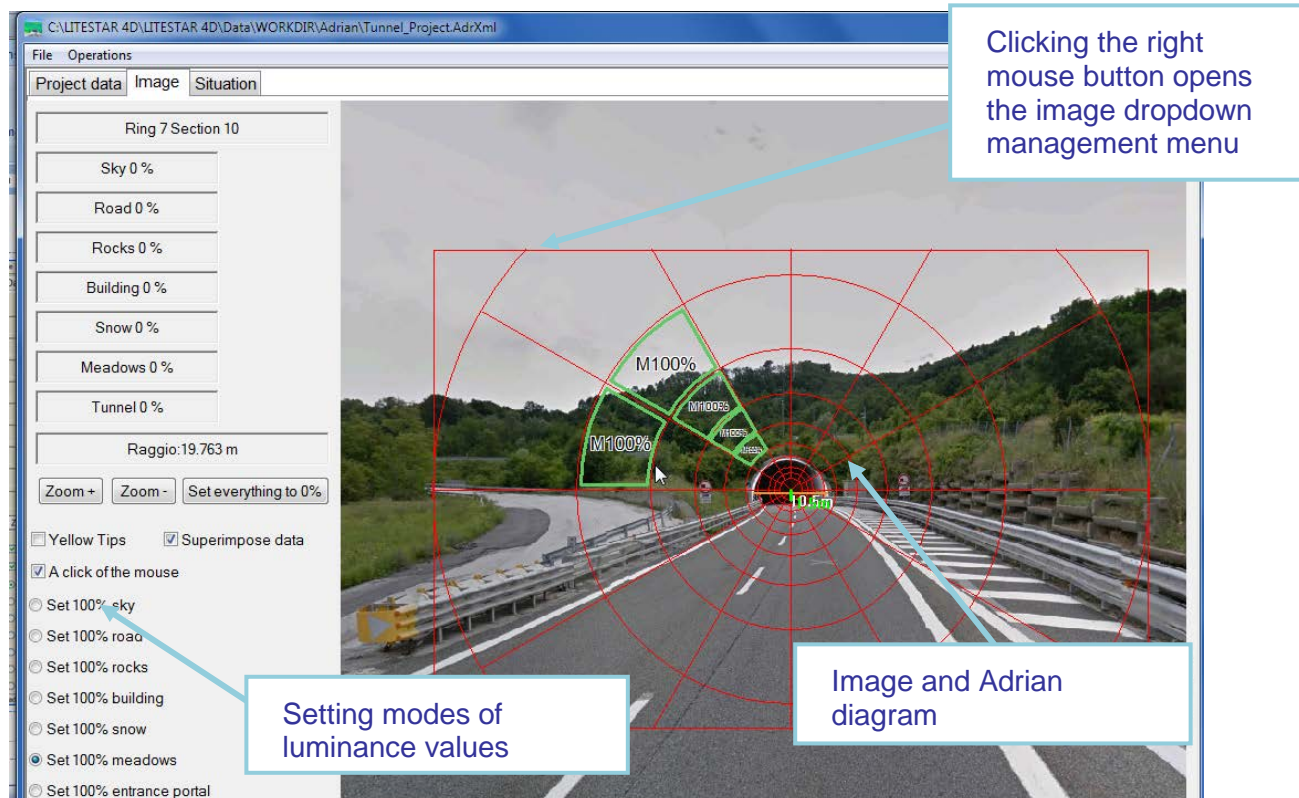 C:\LITESTAR 4D\LITESTAR 4D\Data\WORKDIR\Adrian\Tunnel_Project.AdrXml
File Operations
Project data Image Situation
Ring 7 Section 10
Sky 0 %
Road 0 %
Rocks 0 %
Building 0 %
Snow 0 %
Meadows 0 %
Tunnel 0 %
Raggio:19.763 m
Zoom + Zoom - Set everything to 0%
Yellow Tips Superimpose data
A click of the mouse
Set 100% sky
Set 100% road
Set 100% rocks
Set 100% building
Set 100% snow
Set 100% meadows
Set 100% entrance portal
Clicking the right
mouse button opens
the image dropdown
management menu
M100%
M100%
M100%
M100%
M100%
Image and Adrian
diagram
Setting modes of
luminance values